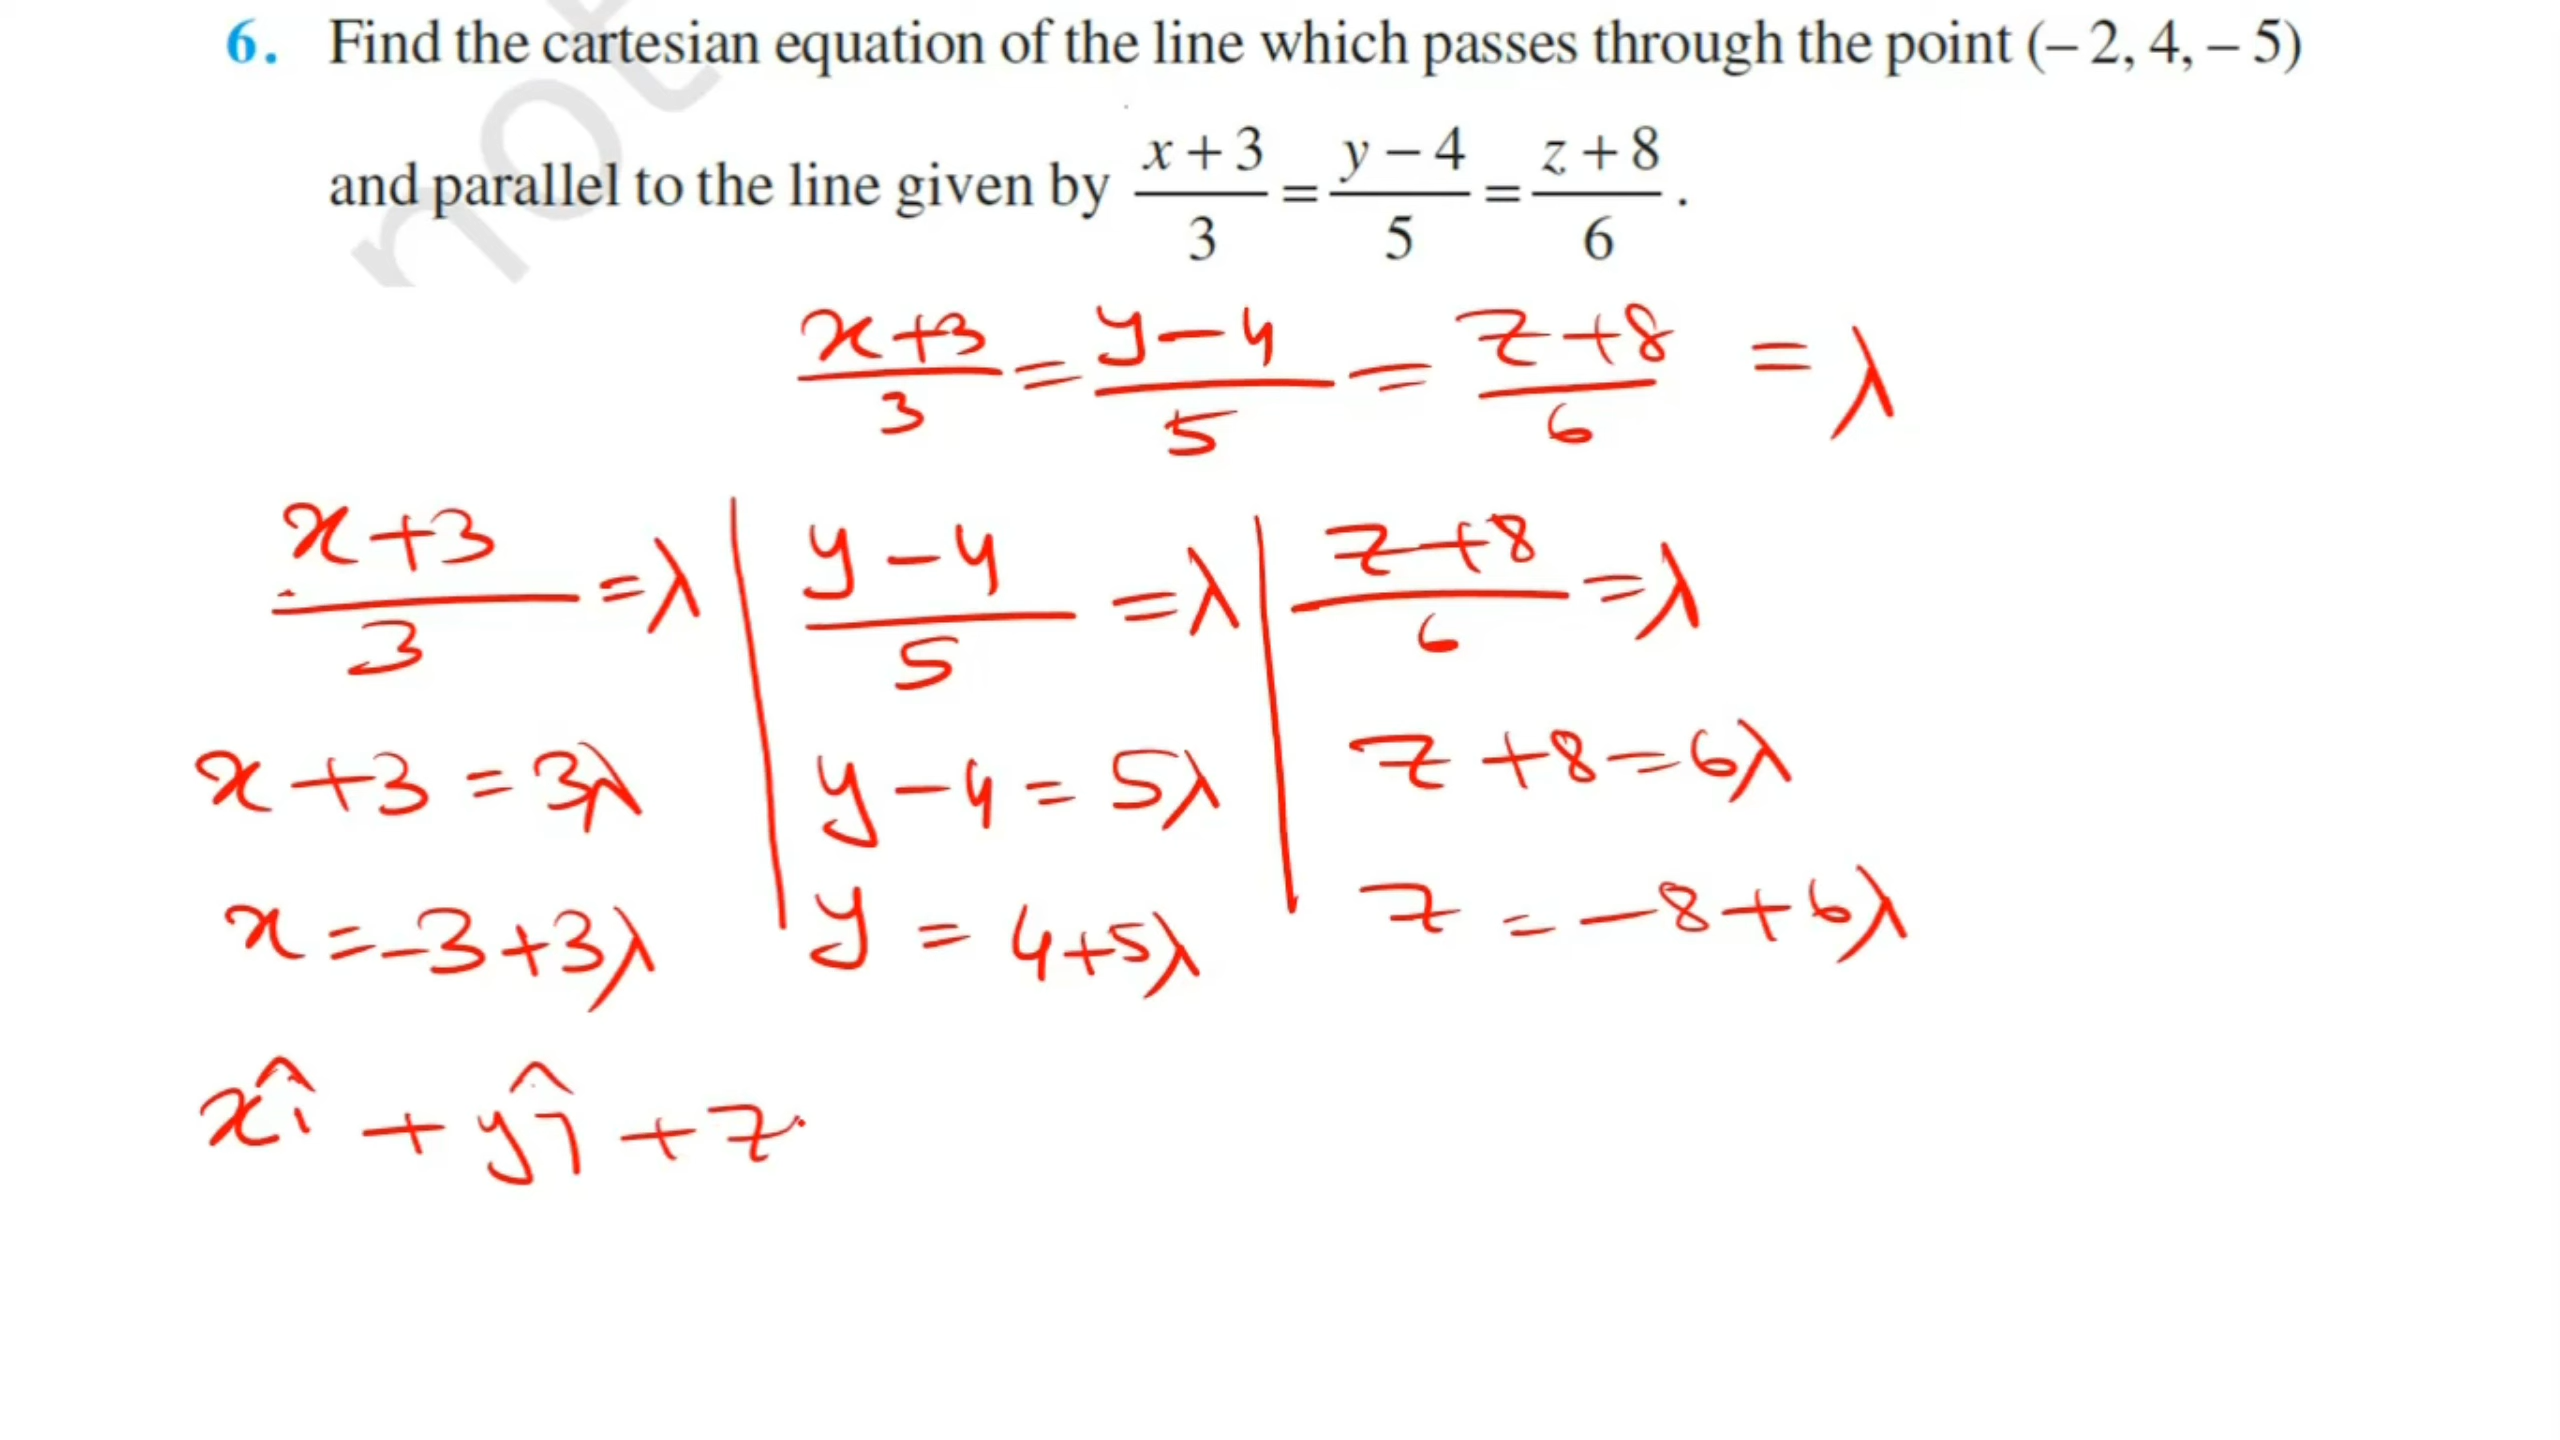 6. Find the cartesian equation of the line which passes through the point (– 2, 4, – 5)
and parallel to the line given by (x + 3)/3 = (y – 4)/5 = (z + 8)/6 .
not
(x+3)/3 = (y-4)/5 = (z+8)/6 = λ
(x+3)/3 = λ | (y-4)/5 = λ | (z+8)/6 = λ
x+3 = 3λ | y-4 = 5λ | z+8 = 6λ
x = -3+3λ | y = 4+5λ | z = -8+6λ
xî + yĵ + z